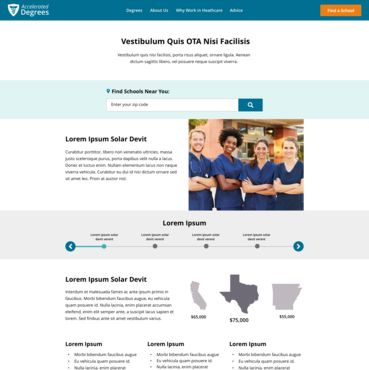 Accelerated
Degrees
Degrees About Us Why Work in Healthcare Advice
Find a School
Vestibulum Quis OTA Nisi Facilisis
Vestibulum quis nisi facilisis, porta risus aliquet, ornare ligula. Aenean
dictum sagittis libero, vel posuere neque suscipit viverra.
Find Schools Near You:
Enter your zip code
Lorem Ipsum Solar Devit
Curabitur porttitor, libero non venenatis ultricies, massa
justo scelerisque purus, porta dapibus velit nulla a lacus
Donec et luctus enim. Nullam elementum lacus non neque
viverra vehicula. Curabitur eu dui id nisi dictum ornare sed
sit amet leo. Proin at auctor nisl.
Lorem Ipsum
Lorem ipsum solar
devit verent
Lorem ipsum solar
devit verent
Lorem ipsum solar
devit verent
Lorem ipsum solar
devit verent
Lorem Ipsum Solar Devit
Interdum et malesuada fames ac ante ipsum primis in
faucibus. Morbi bibendum faucibus augue, eu vehicula
quam posuere id. Nulla lacinia, enim placerat accumsan
eleifend, enim elit semper ante, a suscipit lacus sapien et
lorem. Sed finibus ante sit amet vestibulum varius.
$65,000
$75,000
$55,000
Lorem Ipsum
• Morbi bibendum faucibus augue
• Eu vehicula quam posuere id.
• Nulla lacinia, enim placerat
Lorem Ipsum
• Morbi bibendum faucibus augue
• Eu vehicula quam posuere id.
• Nulla lacinia, enim placerat
Lorem Ipsum
• Morbi bibendum faucibus augue
• Eu vehicula quam posuere id.
• Nulla lacinia, enim placerat